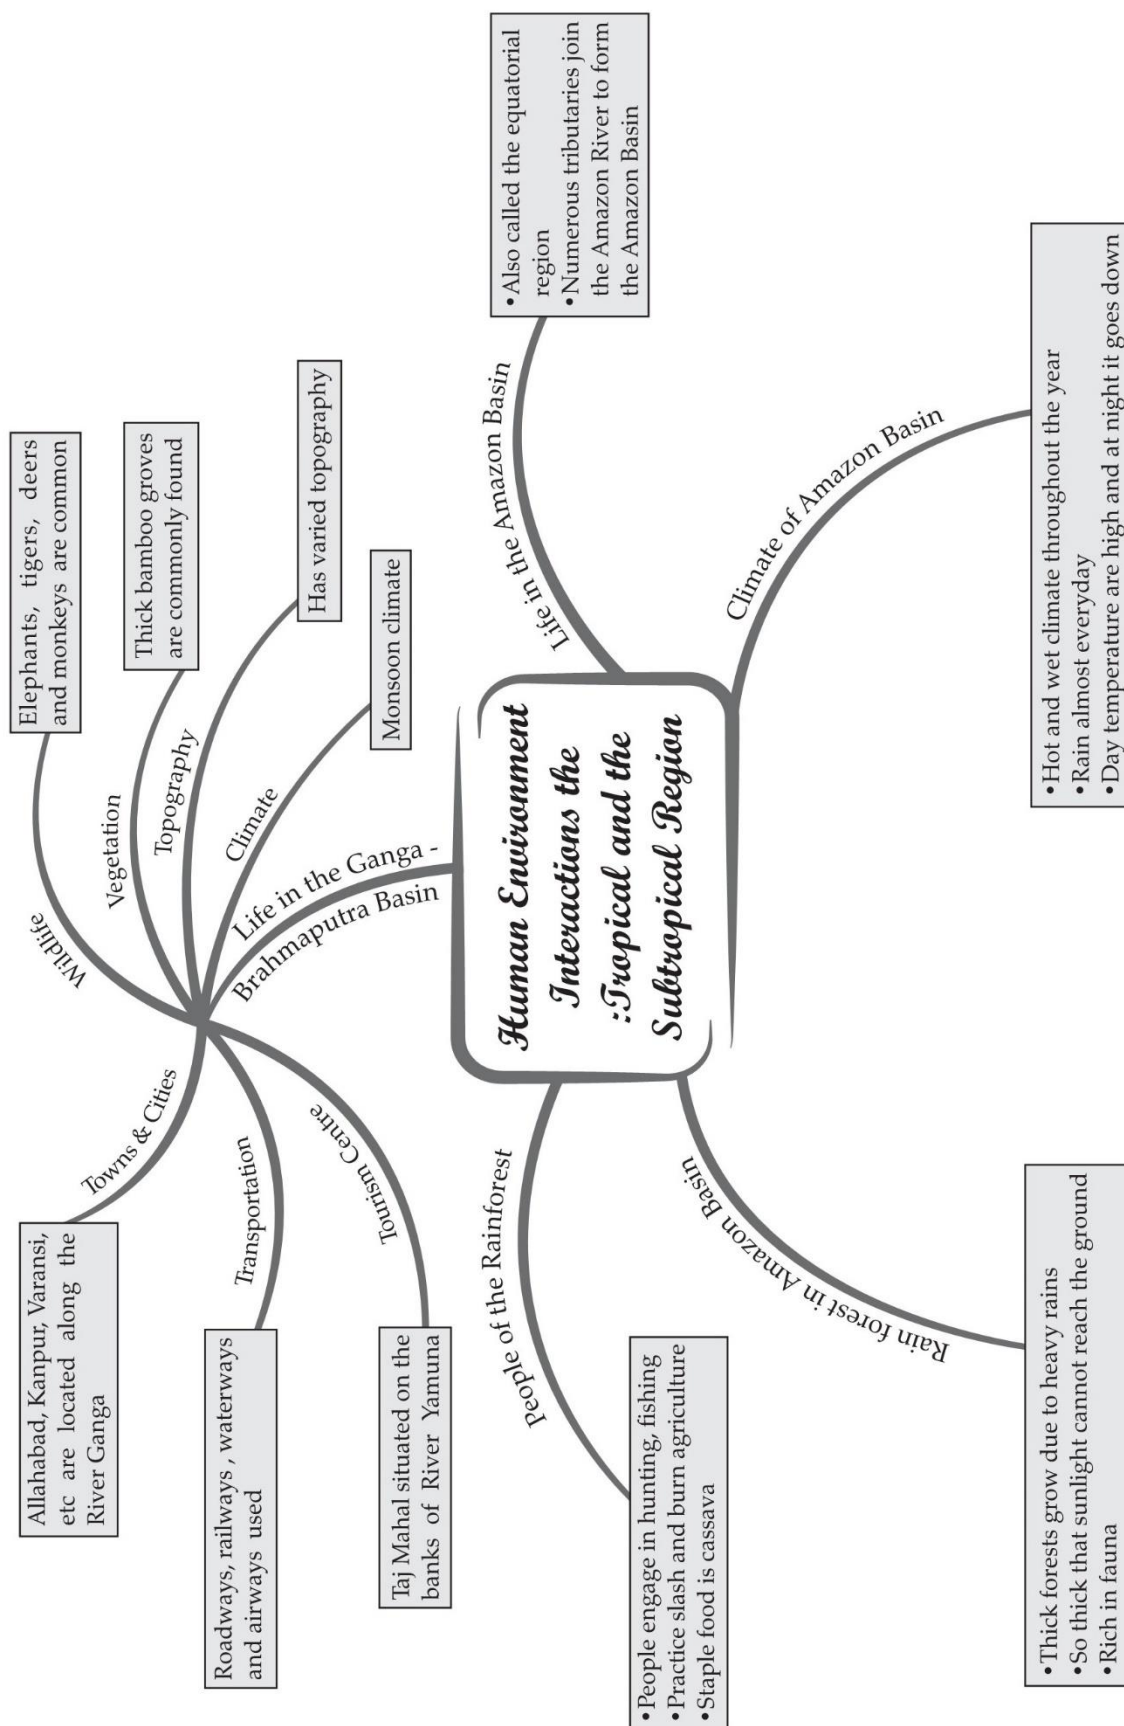 Human Environment
Interactions the
:Tropical and the
Subtropical Region
Life in the Ganga -
Brahmaputra Basin
Towns & Cities
Allahabad, Kanpur, Varansi,
etc are located along the
River Ganga
Transportation
Roadways, railways , waterways
and airways used
Tourism Centre
Taj Mahal situated on the
banks of River Yamuna
Wildlife
Elephants, tigers, deers
and monkeys are common
Vegetation
Thick bamboo groves
are commonly found
Topography
Has varied topography
Climate
Monsoon climate
Life in the Amazon Basin
•Also called the equatorial
region
•Numerous tributaries join
the Amazon River to form
the Amazon Basin
Climate of Amazon Basin
•Hot and wet climate throughout the year
•Rain almost everyday
•Day temperature are high and at night it goes down
Rain forest in Amazon Basin
•Thick forests grow due to heavy rains
•So thick that sunlight cannot reach the ground
•Rich in fauna
People of the Rainforest
•People engage in hunting, fishing
•Practice slash and burn agriculture
•Staple food is cassava